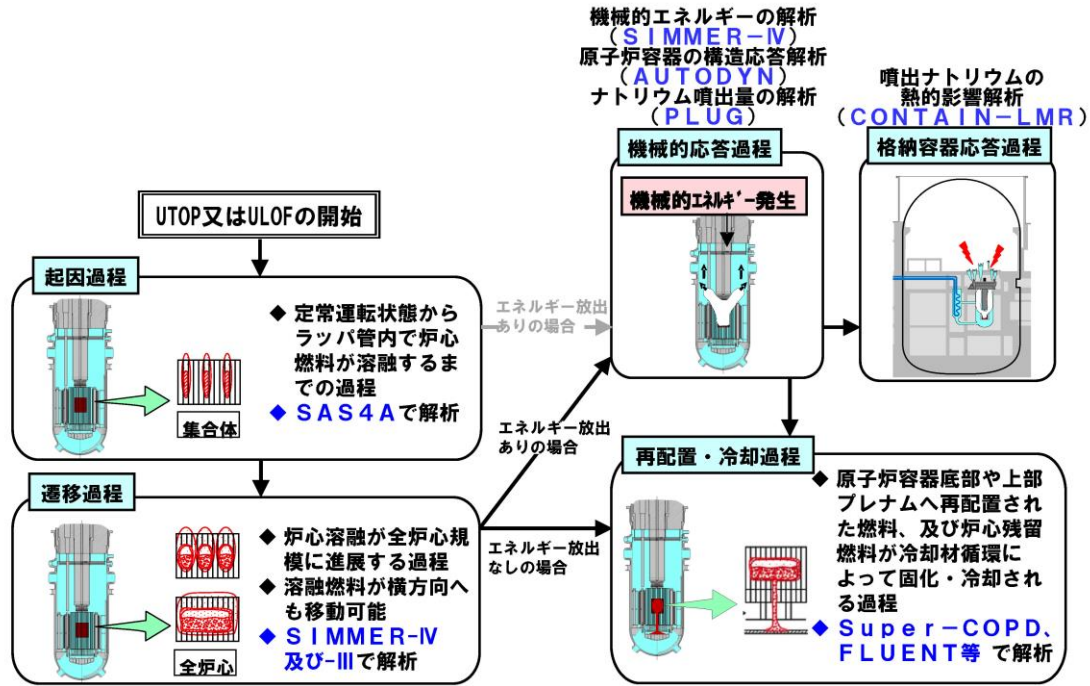 機械的エネルギーの解析
(SIMMER－Ⅳ)
原子炉容器の構造応答解析
(AUTODYN)
ナトリウム噴出量の解析
(PLUG)
噴出ナトリウムの
熱的影響解析
(CONTAIN－LMR)
機械的応答過程
機械的ｴﾈﾙｷﾞｰ発生
格納容器応答過程
UTOP又はULOFの開始
起因過程
◆ 定常運転状態から
ラッパ管内で炉心
燃料が溶融するま
での過程
◆ SAS4Aで解析
集合体
エネルギー放出
ありの場合
エネルギー放出
ありの場合
遷移過程
◆ 炉心溶融が全炉心規
模に進展する過程
◆ 溶融燃料が横方向へ
も移動可能
◆ SIMMER-Ⅳ
及び-Ⅲで解析
全炉心
エネルギー放出
なしの場合
再配置・冷却過程
◆ 原子炉容器底部や上部
プレナムへ再配置され
た燃料、及び炉心残留
燃料が冷却材循環に
よって固化・冷却され
る過程
◆ Super－COPD、
FLUENT等 で解析